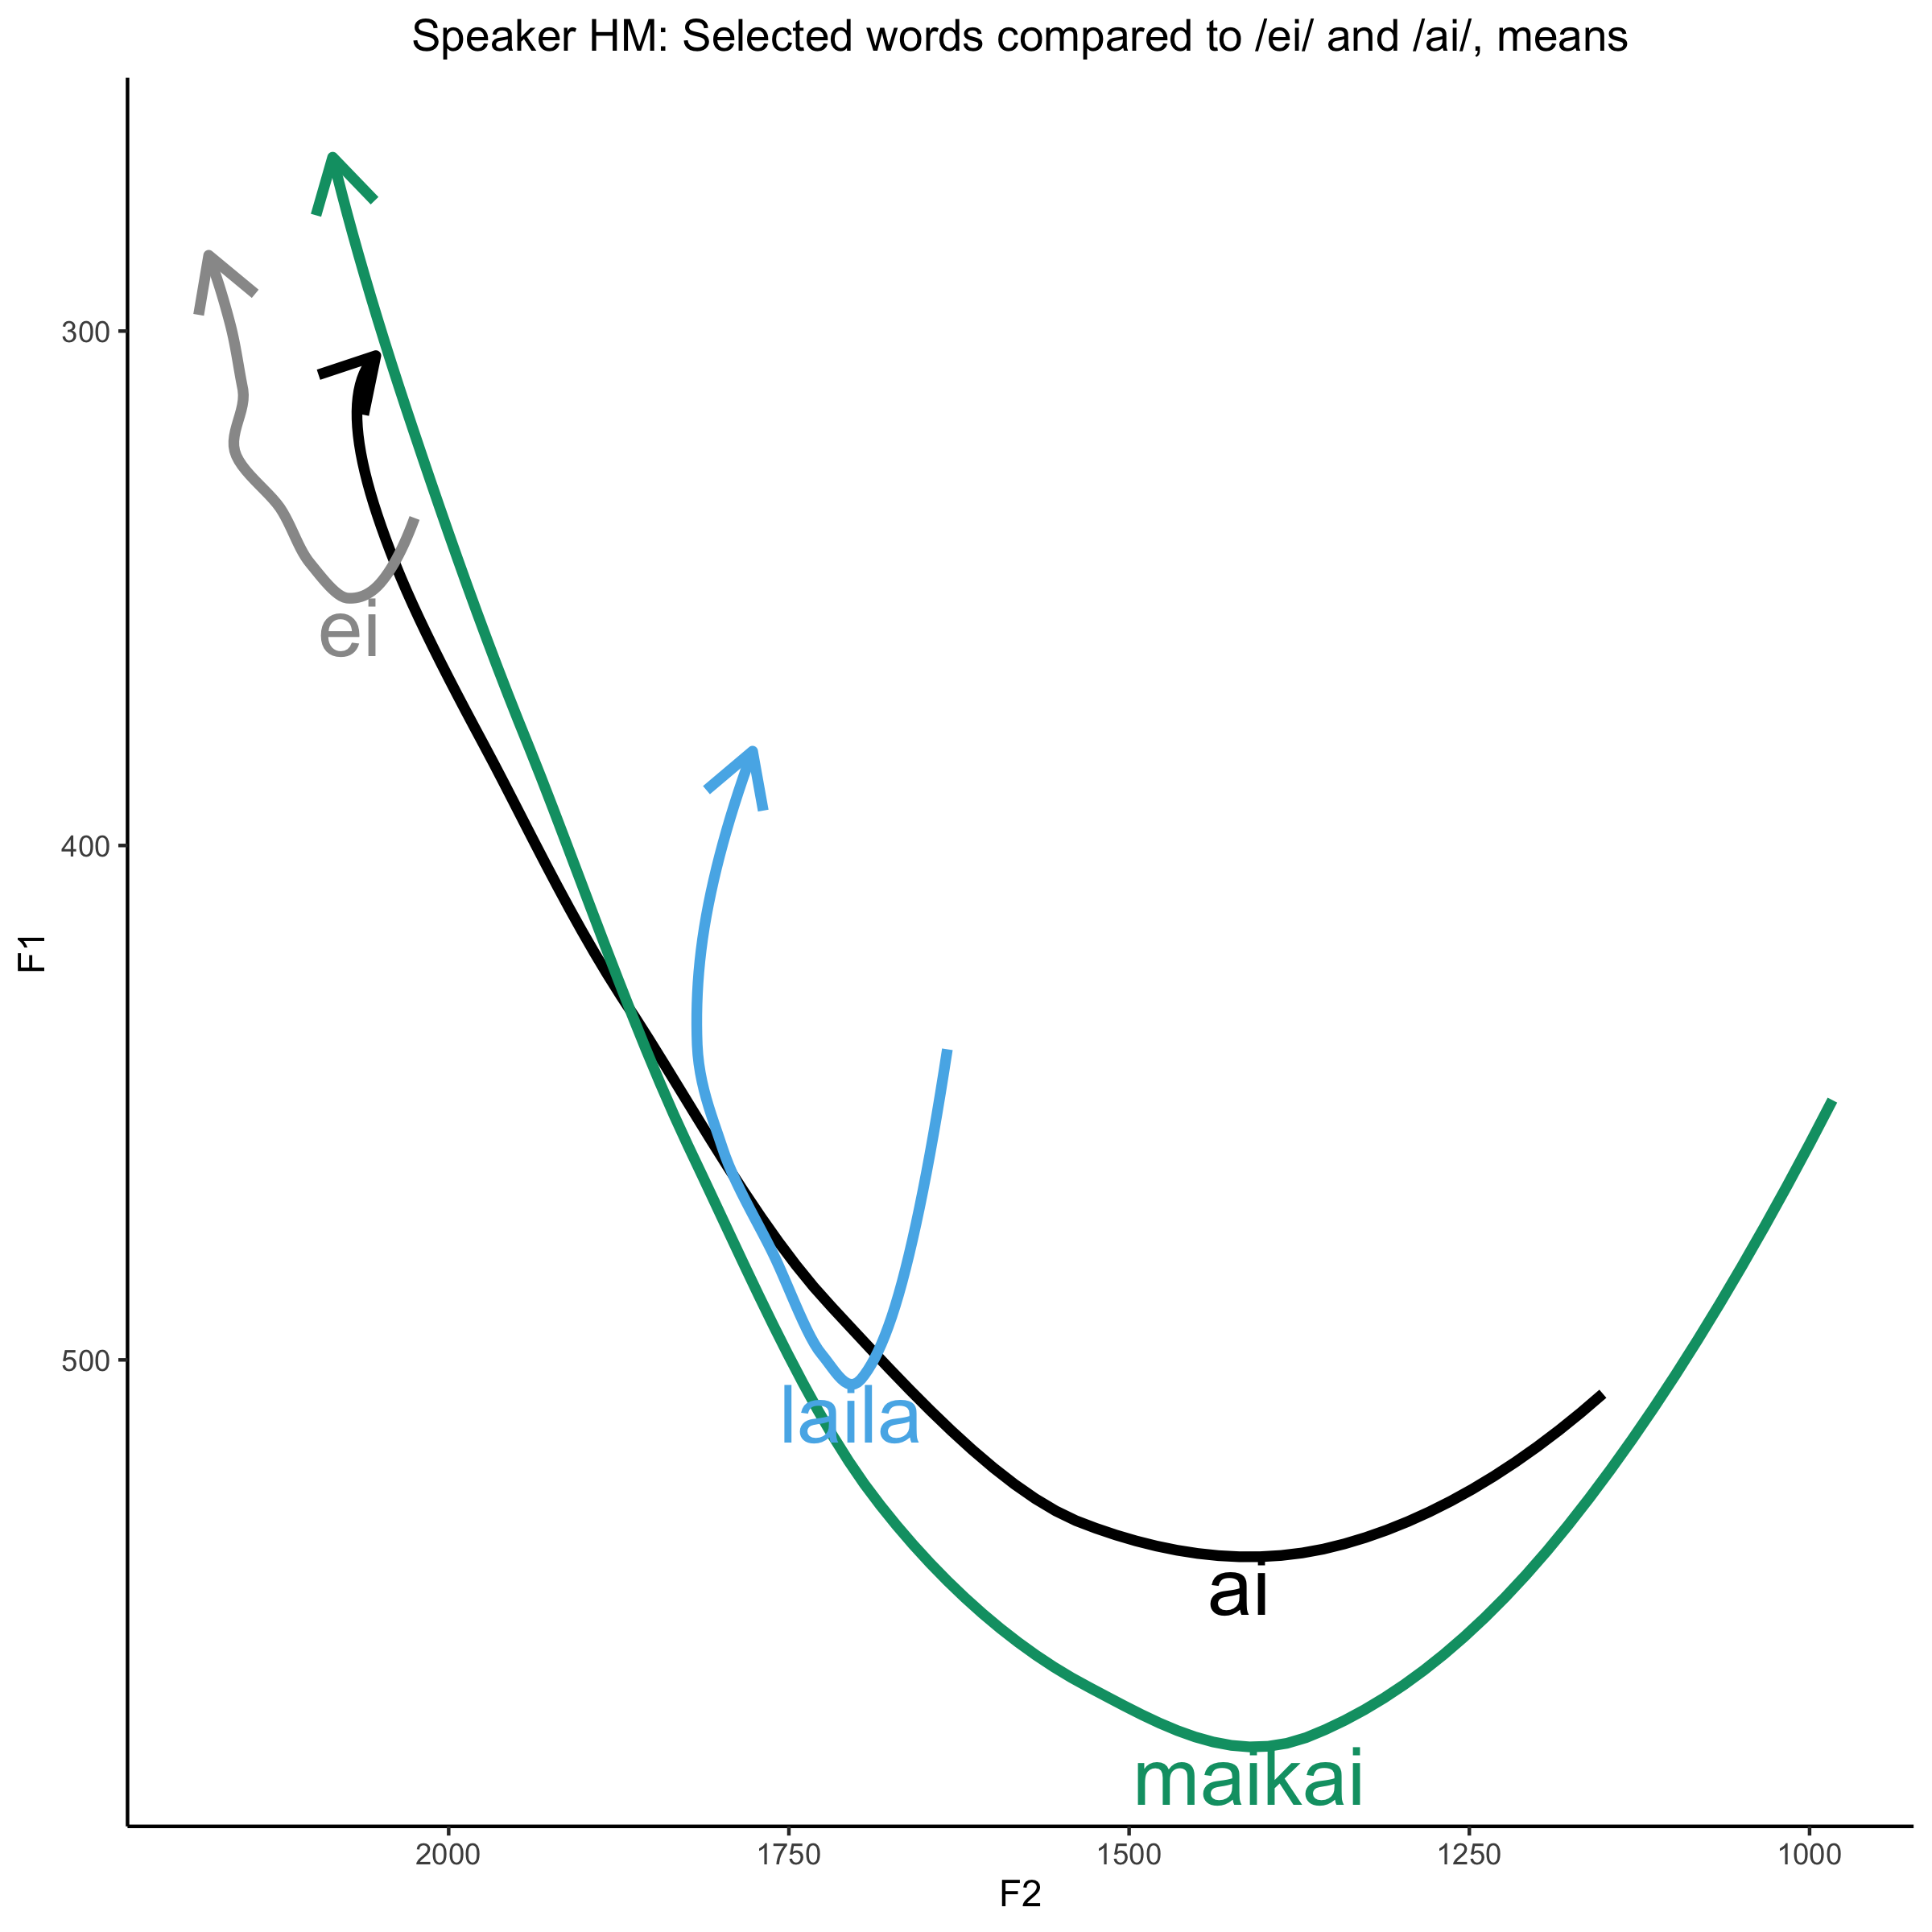 Speaker HM: Selected words compared to /ei/ and /ai/, means
300
400
500
F1
ei
laila
ai
maikai
2000
1750
1500
1250
1000
F2